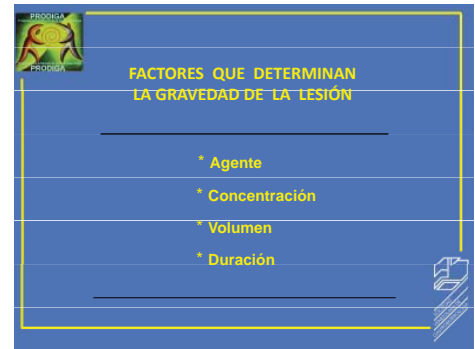 PRODIGA
FACTORES QUE DETERMINAN
LA GRAVEDAD DE LA LESIÓN
* Agente
* Concentración
* Volumen
* Duración
PRODIGA